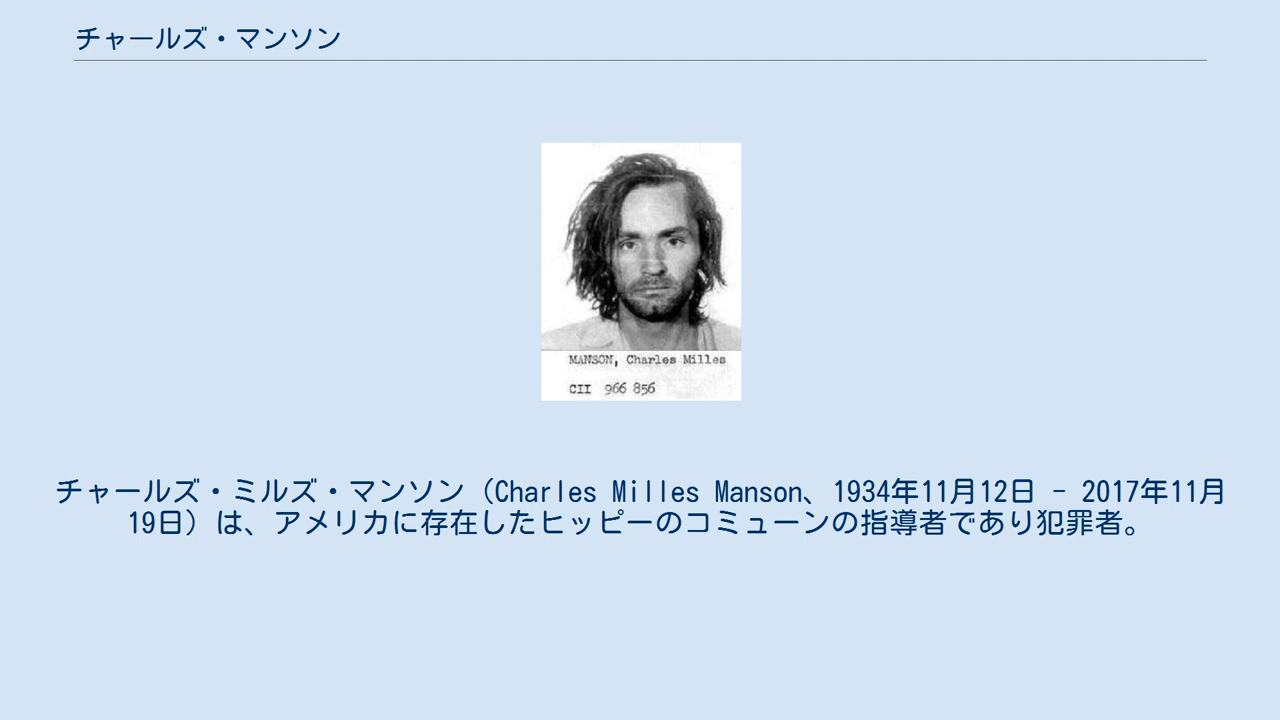 チャールズ・マンソン
MANSON, Charles Milles
CII 966 856
チャールズ・ミルズ・マンソン（Charles Milles Manson、1934年11月12日 - 2017年11月
19日）は、アメリカに存在したヒッピーのコミューンの指導者であり犯罪者。